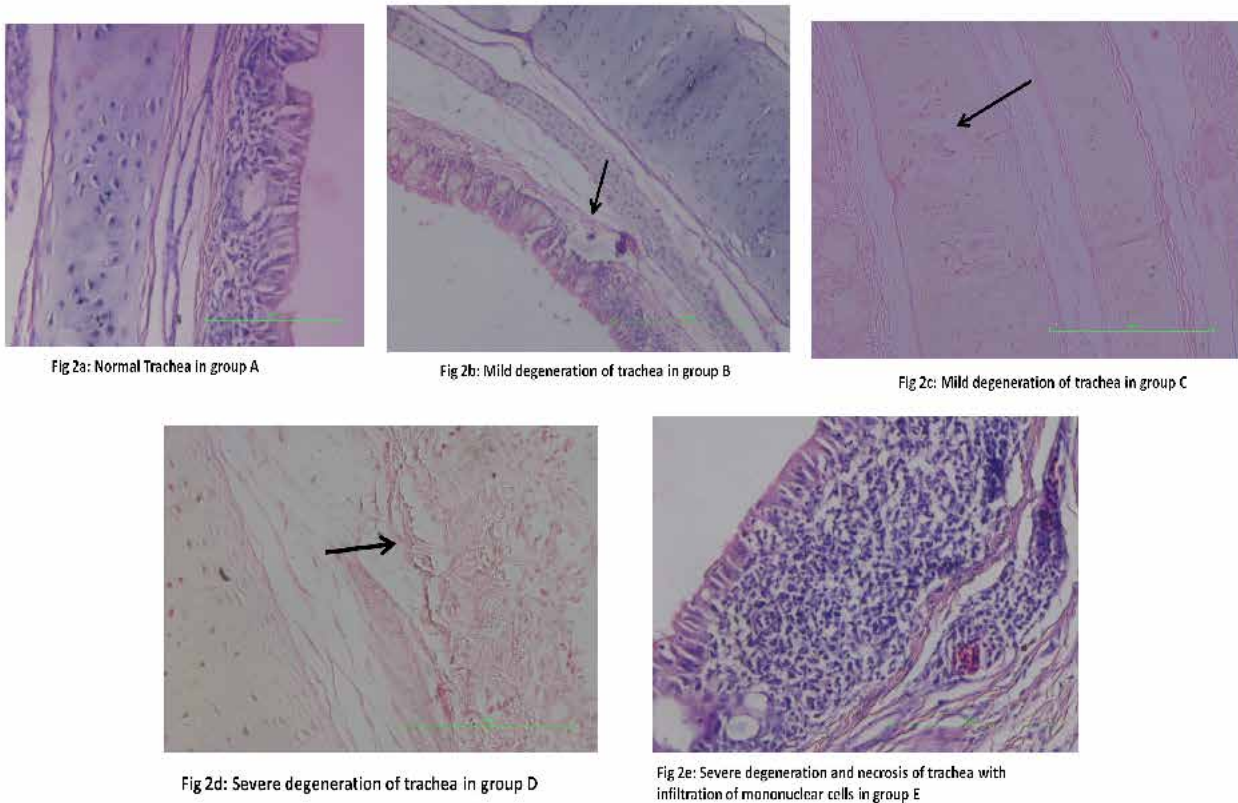 Fig 2a: Normal Trachea in group A
Fig 2b: Mild degeneration of trachea in group B
Fig 2c: Mild degeneration of trachea in group C
Fig 2d: Severe degeneration of trachea in group D
Fig 2e: Severe degeneration and necrosis of trachea with
infiltration of mononuclear cells in group E